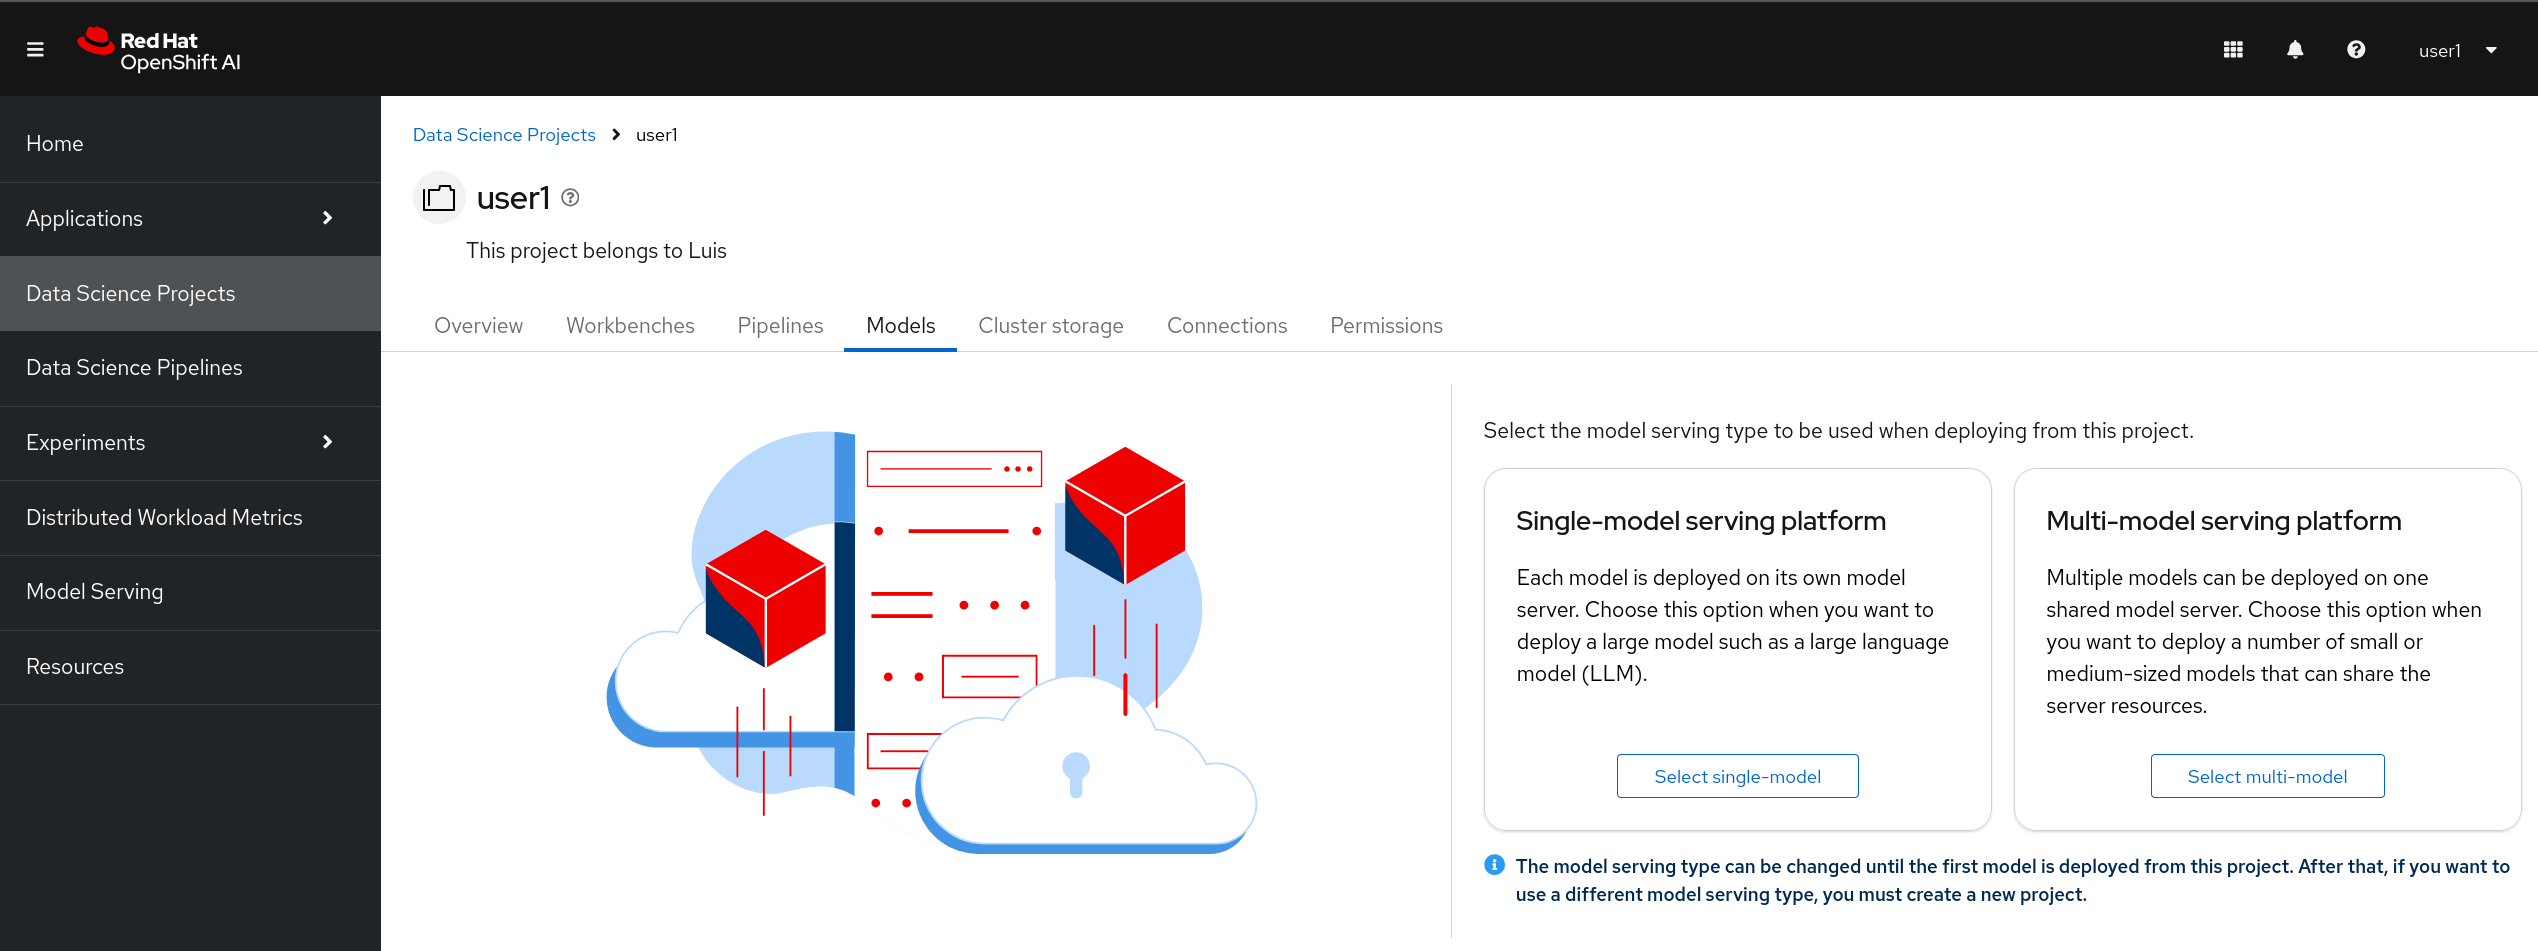 Red Hat
OpenShift AI
user1
Home
Applications
Data Science Projects
Data Science Pipelines
Experiments
Distributed Workload Metrics
Model Serving
Resources
Data Science Projects
user1
user1
This project belongs to Luis
Overview
Workbenches
Pipelines
Models
Cluster storage
Connections
Permissions
Select the model serving type to be used when deploying from this project.
Single-model serving platform
Each model is deployed on its own model
server. Choose this option when you want to
deploy a large model such as a large language
model (LLM).
Select single-model
Multi-model serving platform
Multiple models can be deployed on one
shared model server. Choose this option when
you want to deploy a number of small or
medium-sized models that can share the
server resources.
Select multi-model
The model serving type can be changed until the first model is deployed from this project. After that, if you want to
use a different model serving type, you must create a new project.